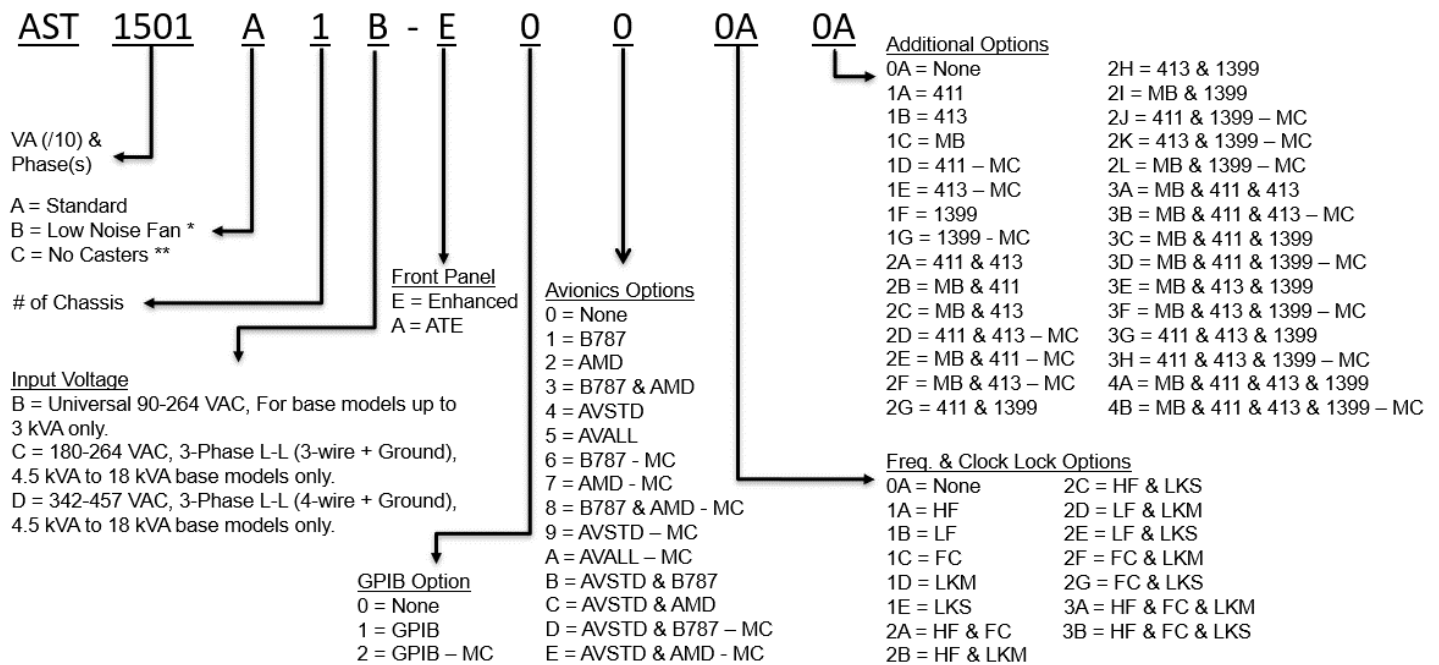 AST 1501 A 1 B - E 0 0 0A 0A
VA (/10) &
Phase(s)
A = Standard
B = Low Noise Fan *
C = No Casters **
# of Chassis
Input Voltage
B = Universal 90-264 VAC, For base models up to
3 kVA only.
C = 180-264 VAC, 3-Phase L-L (3-wire + Ground),
4.5 kVA to 18 kVA base models only.
D = 342-457 VAC, 3-Phase L-L (4-wire + Ground),
4.5 kVA to 18 kVA base models only.
Front Panel
E = Enhanced
A = ATE
GPIB Option
0 = None
1 = GPIB
2 = GPIB – MC
Avionics Options
0 = None
1 = B787
2 = AMD
3 = B787 & AMD
4 = AVSTD
5 = AVALL
6 = B787 - MC
7 = AMD - MC
8 = B787 & AMD - MC
9 = AVSTD – MC
A = AVALL – MC
B = AVSTD & B787
C = AVSTD & AMD
D = AVSTD & B787 – MC
E = AVSTD & AMD - MC
Additional Options
0A = None
1A = 411
1B = 413
1C = MB
1D = 411 – MC
1E = 413 – MC
1F = 1399
1G = 1399 - MC
2A = 411 & 413
2B = MB & 411
2C = MB & 413
2D = 411 & 413 – MC
2E = MB & 411 – MC
2F = MB & 413 – MC
2G = 411 & 1399
2H = 413 & 1399
2I = MB & 1399
2J = 411 & 1399 – MC
2K = 413 & 1399 – MC
2L = MB & 1399 – MC
3A = MB & 411 & 413
3B = MB & 411 & 413 – MC
3C = MB & 411 & 1399
3D = MB & 411 & 1399 – MC
3E = MB & 413 & 1399
3F = MB & 413 & 1399 – MC
3G = 411 & 413 & 1399
3H = 411 & 413 & 1399 – MC
4A = MB & 411 & 413 & 1399
4B = MB & 411 & 413 & 1399 – MC
Freq. & Clock Lock Options
0A = None
1A = HF
1B = LF
1C = FC
1D = LKM
1E = LKS
2A = HF & FC
2B = HF & LKM
2C = HF & LKS
2D = LF & LKM
2E = LF & LKS
2F = FC & LKM
2G = FC & LKS
3A = HF & FC & LKM
3B = HF & FC & LKS